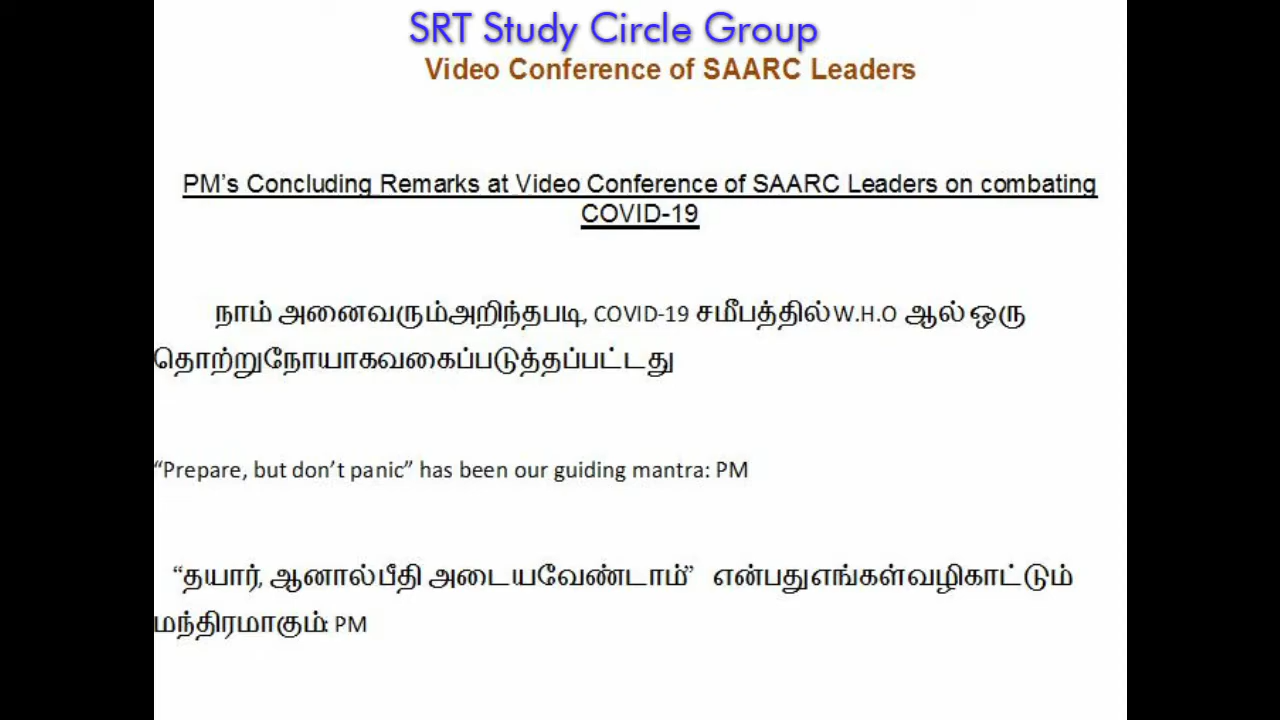 SRT Study Circle Group
Video Conference of SAARC Leaders
PM's Concluding Remarks at Video Conference of SAARC Leaders on combating
COVID-19
நாம் அனைவரும்அறிந்தபடி, COVID-19 சமீபத்தில் W.H.O ஆல் ஒரு
தொற்றுநோயாகவகைப்படுத்தப்பட்டது
“Prepare, but don’t panic” has been our guiding mantra: PM
“தயார், ஆனால்பீதி அடையவேண்டாம்” என்பதுஎங்கள்வழிகாட்டும்
மந்திரமாகும்: PM